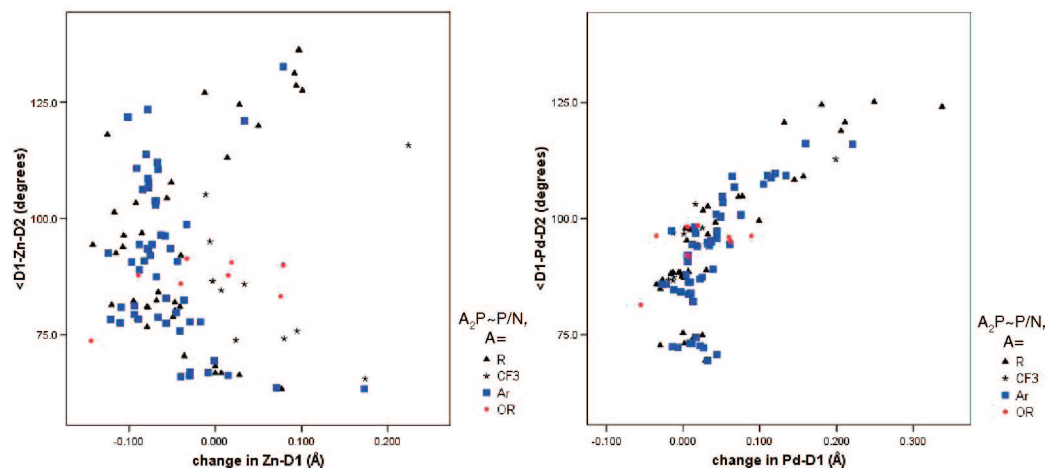 <D1-Zn-D2 (degrees)
125.0
100.0
75.0
-0.100
0.000
0.100
0.200
change in Zn-D1 (Å)
A2P~P/N,
A=
R
CF3
Ar
OR
<D1-Pd-D2 (degrees)
125.0
100.0
75.0
-0.100
0.000
0.100
0.200
0.300
change in Pd-D1 (Å)
A2P~P/N,
A=
R
CF3
Ar
OR